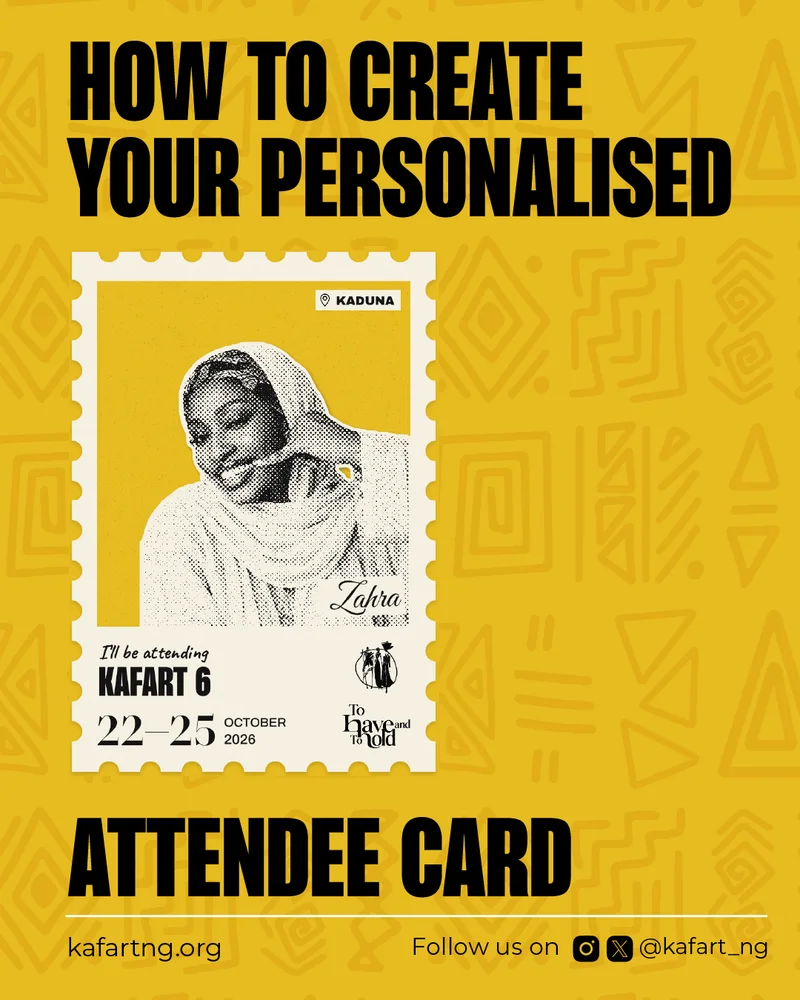 HOW TO CREATE
YOUR PERSONALISED
KADUNA
Zahra
I'll be attending
KAFART 6
22–25 OCTOBER 2026
To
have and
To hold
ATTENDEE CARD
kafartng.org
Follow us on @kafart_ng